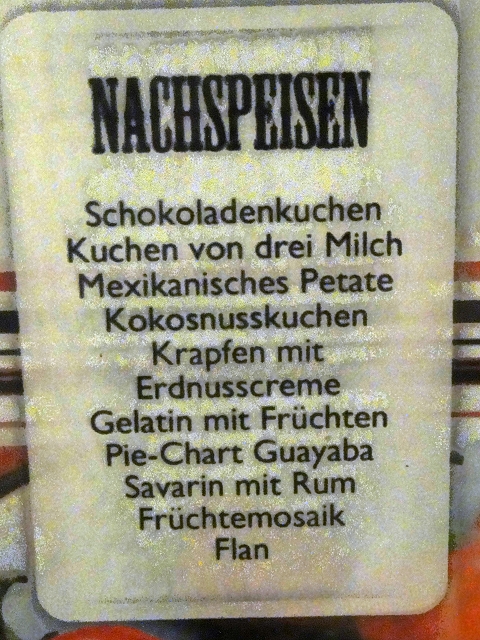 NACHSPEISEN
Schokoladenkuchen
Kuchen von drei Milch
Mexikanisches Petate
Kokosnusskuchen
Krapfen mit
Erdnusscreme
Gelatin mit Früchten
Pie-Chart Guayaba
Savarin mit Rum
Früchtemosaik
Flan